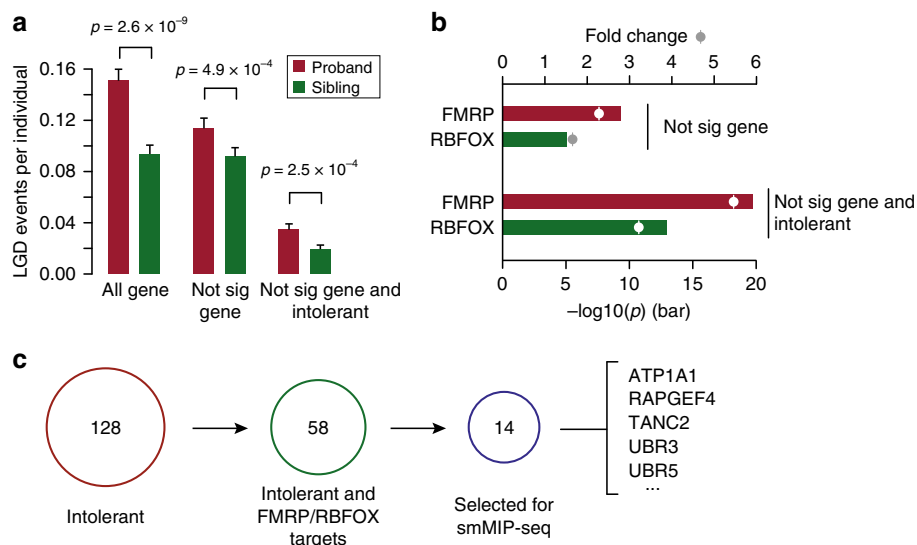 a
p = 2.6 × 10⁻⁹
p = 4.9 × 10⁻⁴
p = 2.5 × 10⁻⁴
Proband
Sibling
LGD events per individual
0.16
0.12
0.08
0.04
0.00
All gene
Not sig
gene
Not sig gene and
intolerant
b
Fold change
0 1 2 3 4 5 6
FMRP
RBFOX
Not sig gene
FMRP
RBFOX
Not sig gene and
intolerant
0 5 10 15 20
–log10(p) (bar)
c
128
Intolerant
58
Intolerant and
FMRP/RBFOX
targets
14
Selected for
smMIP-seq
ATP1A1
RAPGEF4
TANC2
UBR3
UBR5
...